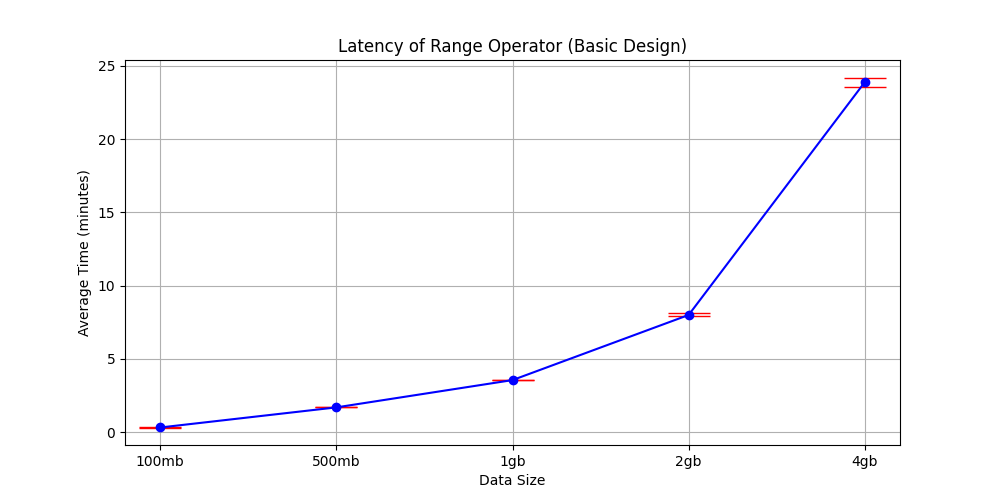 Latency of Range Operator (Basic Design)
25
20
15
10
5
0
Average Time (minutes)
100mb 500mb 1gb 2gb 4gb
Data Size